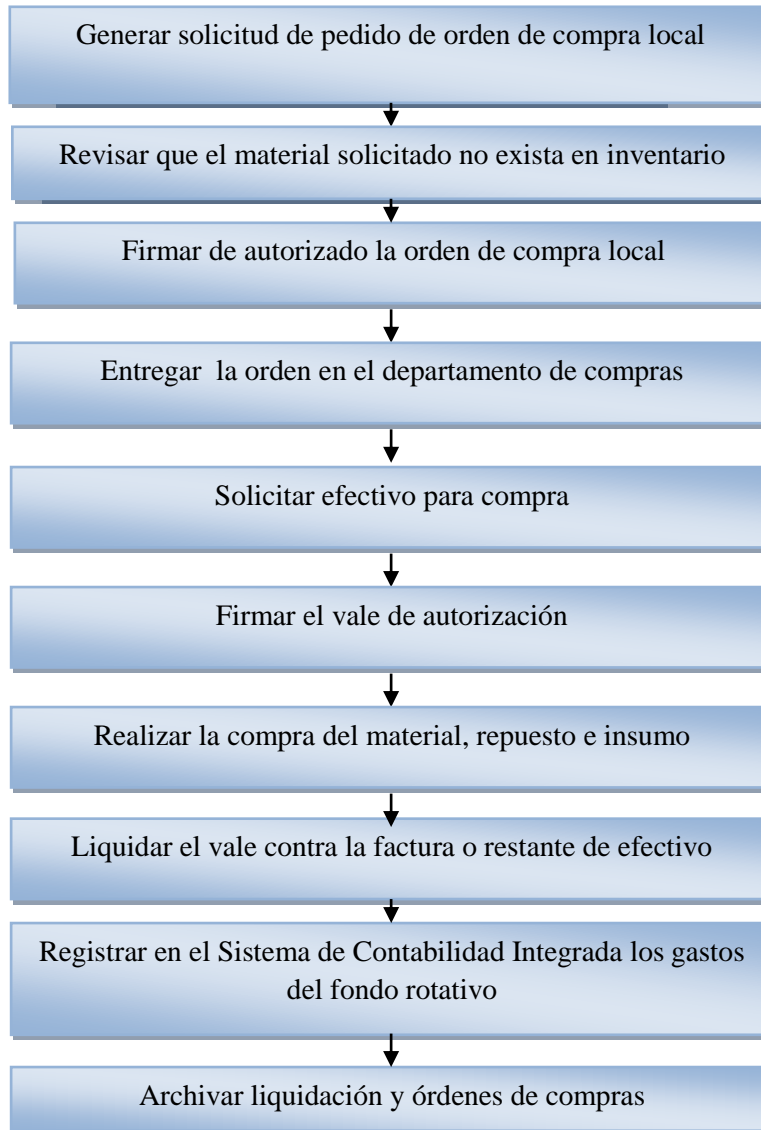 Generar solicitud de pedido de orden de compra local
Revisar que el material solicitado no exista en inventario
Firmar de autorizado la orden de compra local
Entregar la orden en el departamento de compras
Solicitar efectivo para compra
Firmar el vale de autorización
Realizar la compra del material, repuesto e insumo
Liquidar el vale contra la factura o restante de efectivo
Registrar en el Sistema de Contabilidad Integrada los gastos
del fondo rotativo
Archivar liquidación y órdenes de compras